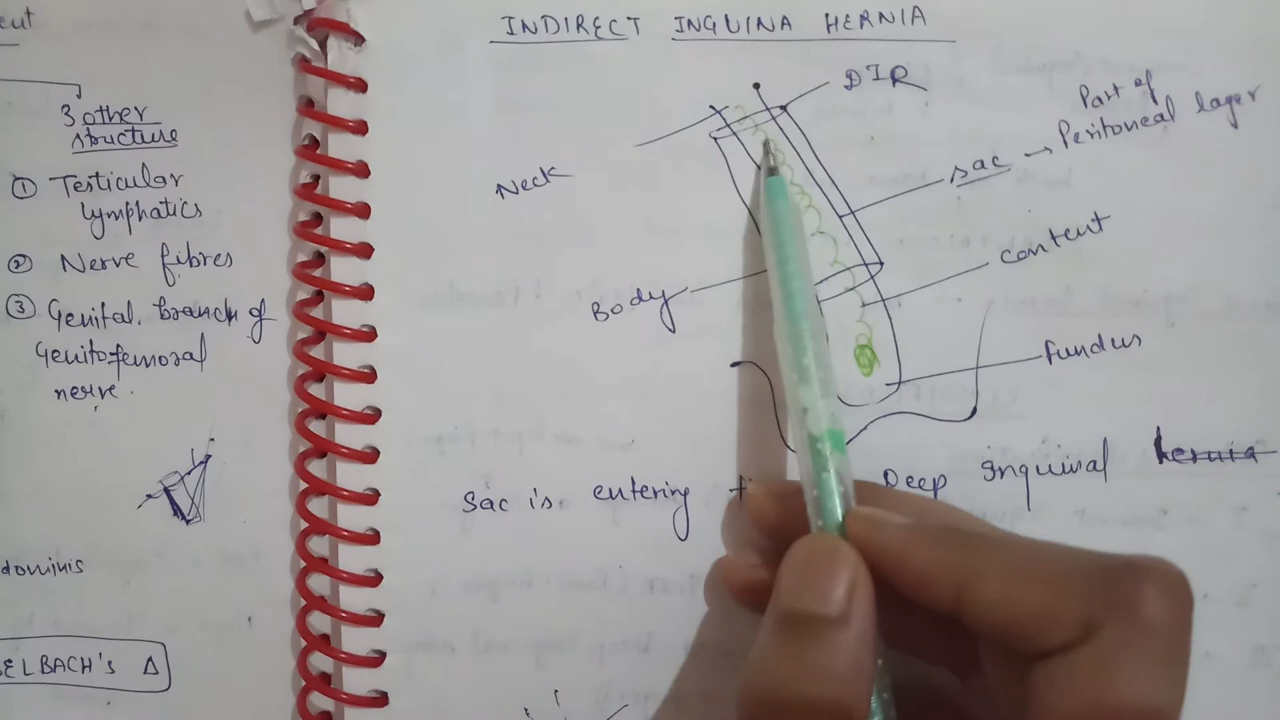 3 other
structure
① Testicular
lymphatics
② Nerve fibres
③ Genital branch of
Genitofemoral
nerve.
dominis
ELBACH'S Δ
INDIRECT INGUINA HERNIA
DIR
Neck
sac → Part of
Peritoneal layer
content
Body
fundus
Sac is entering Deep inguinal